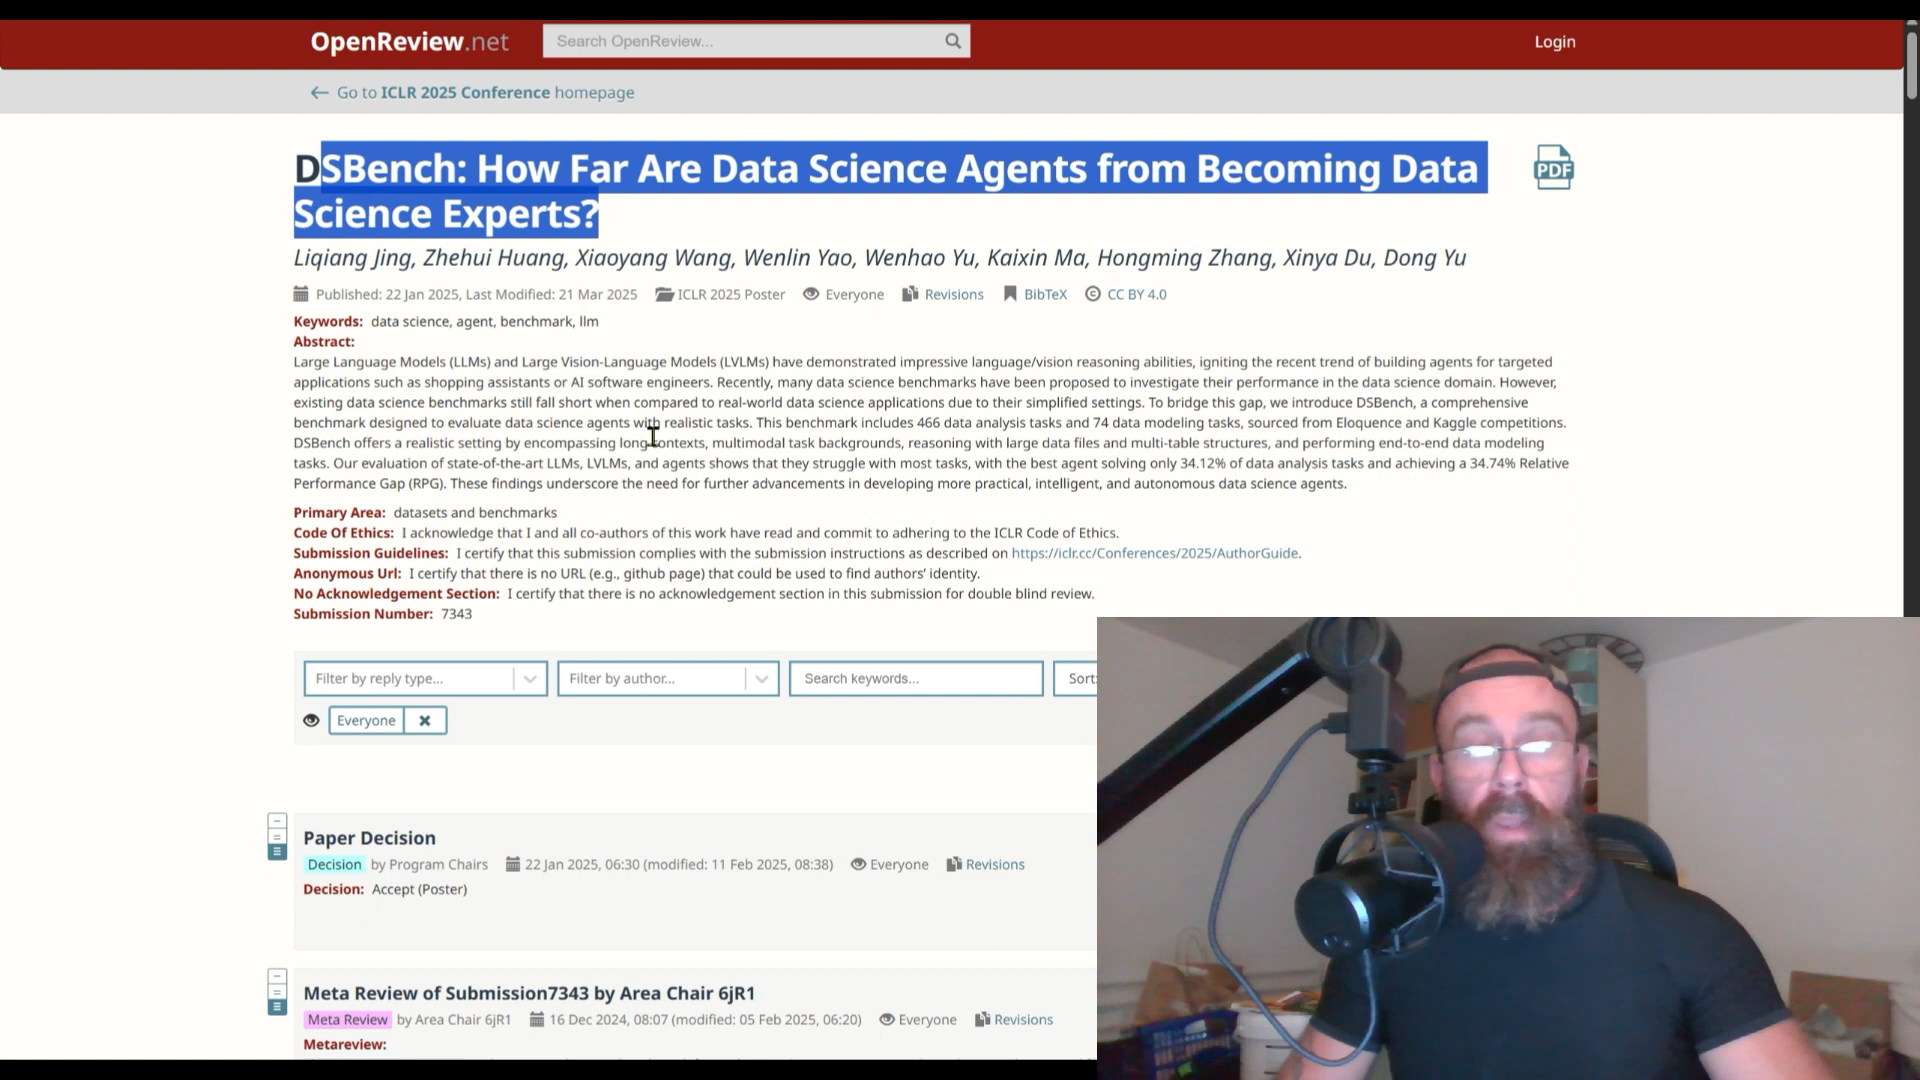 OpenReview.net
Search OpenReview...
Login
← Go to ICLR 2025 Conference homepage
DSBench: How Far Are Data Science Agents from Becoming Data
Science Experts?
PDF
Liqiang Jing, Zhehui Huang, Xiaoyang Wang, Wenlin Yao, Wenhao Yu, Kaixin Ma, Hongming Zhang, Xinya Du, Dong Yu
Published: 22 Jan 2025, Last Modified: 21 Mar 2025 ICLR 2025 Poster Everyone Revisions BibTeX CC BY 4.0
Keywords: data science, agent, benchmark, llm
Abstract:
Large Language Models (LLMs) and Large Vision-Language Models (LVLMs) have demonstrated impressive language/vision reasoning abilities, igniting the recent trend of building agents for targeted
applications such as shopping assistants or AI software engineers. Recently, many data science benchmarks have been proposed to investigate their performance in the data science domain. However,
existing data science benchmarks still fall short when compared to real-world data science applications due to their simplified settings. To bridge this gap, we introduce DSBench, a comprehensive
benchmark designed to evaluate data science agents with realistic tasks. This benchmark includes 466 data analysis tasks and 74 data modeling tasks, sourced from Eloquence and Kaggle competitions.
DSBench offers a realistic setting by encompassing long contexts, multimodal task backgrounds, reasoning with large data files and multi-table structures, and performing end-to-end data modeling
tasks. Our evaluation of state-of-the-art LLMs, LVLMs, and agents shows that they struggle with most tasks, with the best agent solving only 34.12% of data analysis tasks and achieving a 34.74% Relative
Performance Gap (RPG). These findings underscore the need for further advancements in developing more practical, intelligent, and autonomous data science agents.
Primary Area: datasets and benchmarks
Code Of Ethics: I acknowledge that I and all co-authors of this work have read and commit to adhering to the ICLR Code of Ethics.
Submission Guidelines: I certify that this submission complies with the submission instructions as described on https://iclr.cc/Conferences/2025/AuthorGuide.
Anonymous Url: I certify that there is no URL (e.g., github page) that could be used to find authors' identity.
No Acknowledgement Section: I certify that there is no acknowledgement section in this submission for double blind review.
Submission Number: 7343
Filter by reply type...
Filter by author...
Search keywords...
Sort:
Everyone
Paper Decision
Decision by Program Chairs 22 Jan 2025, 06:30 (modified: 11 Feb 2025, 08:38) Everyone Revisions
Decision: Accept (Poster)
Meta Review of Submission7343 by Area Chair 6jR1
Meta Review by Area Chair 6jR1 16 Dec 2024, 08:07 (modified: 05 Feb 2025, 06:20) Everyone Revisions
Metareview: